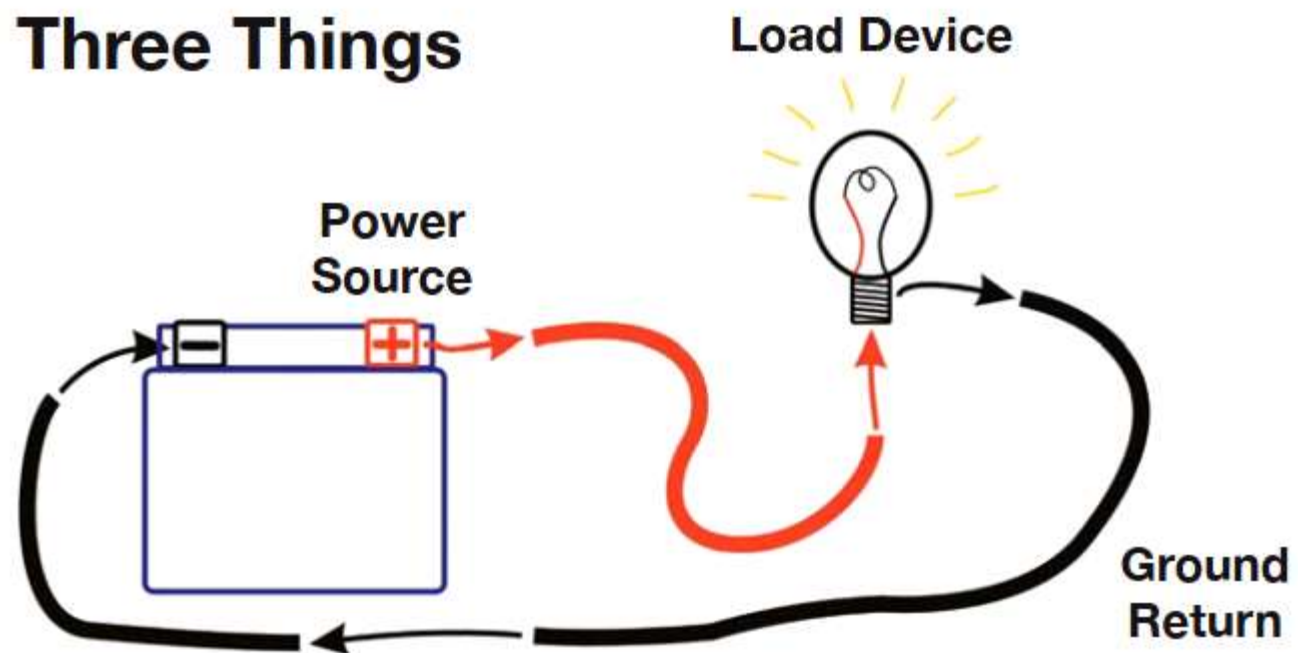 Three Things
Load Device
Power
Source
− +
Ground
Return